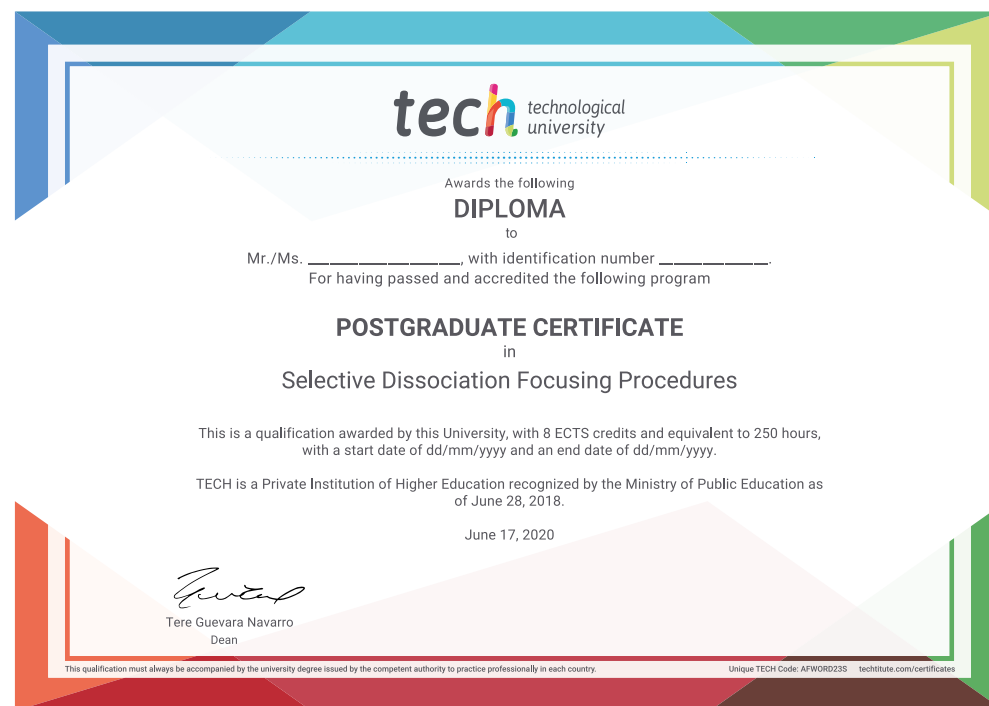 tech technological
university
Awards the following
DIPLOMA
to
Mr./Ms. ____________________, with identification number ______________.
For having passed and accredited the following program
POSTGRADUATE CERTIFICATE
in
Selective Dissociation Focusing Procedures
This is a qualification awarded by this University, with 8 ECTS credits and equivalent to 250 hours,
with a start date of dd/mm/yyyy and an end date of dd/mm/yyyy.
TECH is a Private Institution of Higher Education recognized by the Ministry of Public Education as
of June 28, 2018.
June 17, 2020
Tere Guevara Navarro
Dean
This qualification must always be accompanied by the university degree issued by the competent authority to practice professionally in each country.
Unique TECH Code: AFWORD23S techtitute.com/certificates